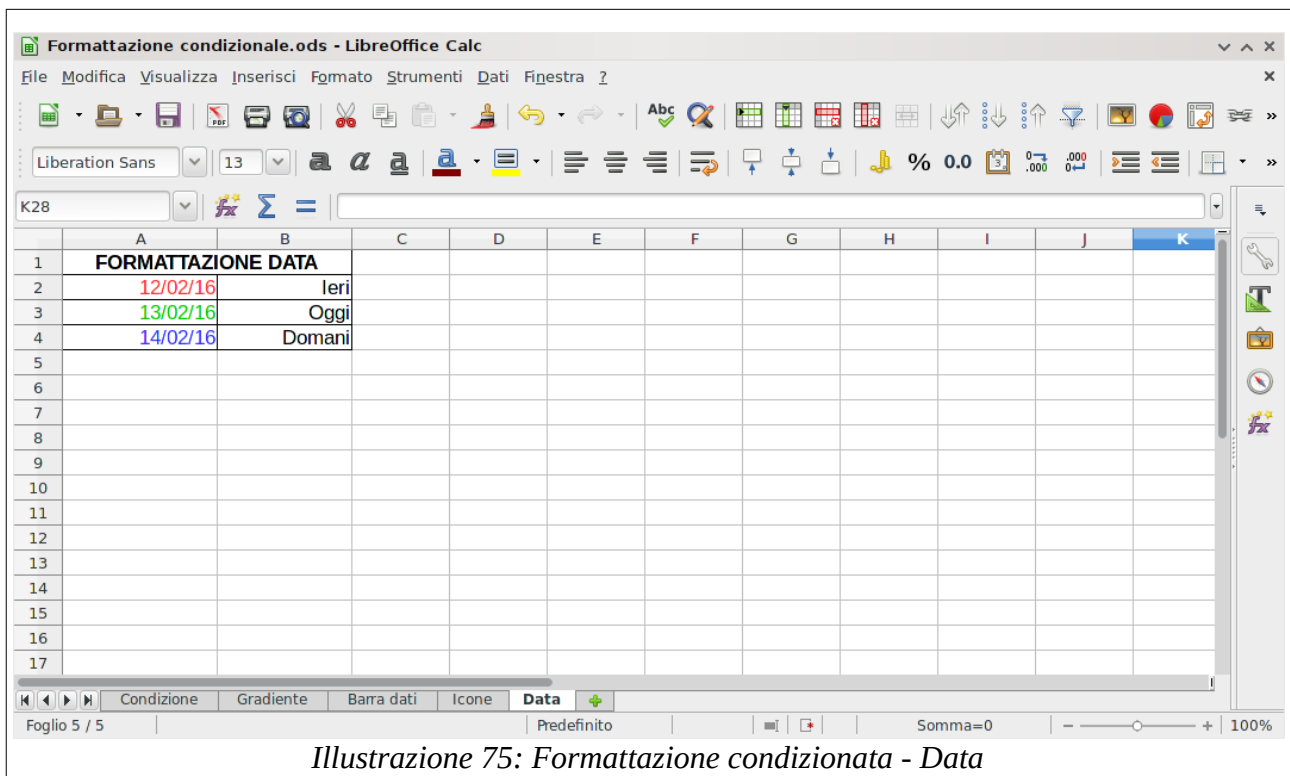 Formattazione condizionale.ods - LibreOffice Calc
File Modifica Visualizza Inserisci Formato Strumenti Dati Finestra ?
Liberation Sans 13 a a a a % 0.0
K28
A B C D E F G H I J K
1 FORMATTAZIONE DATA
2 12/02/16 Ieri
3 13/02/16 Oggi
4 14/02/16 Domani
5
6
7
8
9
10
11
12
13
14
15
16
17
Condizione Gradiente Barra dati Icone Data
Foglio 5 / 5 Predefinito Somma=0 100%
Illustrazione 75: Formattazione condizionata - Data